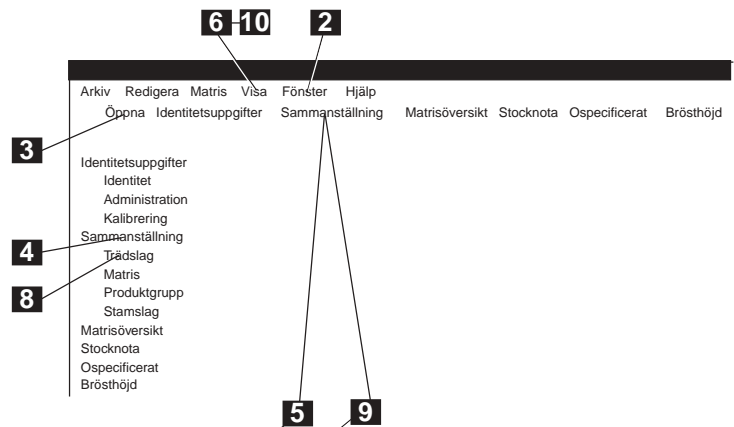 6 10 2
Arkiv Redigera Matris Visa Fönster Hjälp
Öppna Identitetsuppgifter Sammanställning Matrisöversikt Stocknota Ospecificerat Brösthöjd
3
Identitetsuppgifter
Identitet
Administration
Kalibrering
4 Sammanställning
Trädslag
8 Matris
Produktgrupp
Stamslag
Matrisöversikt
Stocknota
Ospecificerat
Brösthöjd
5 9